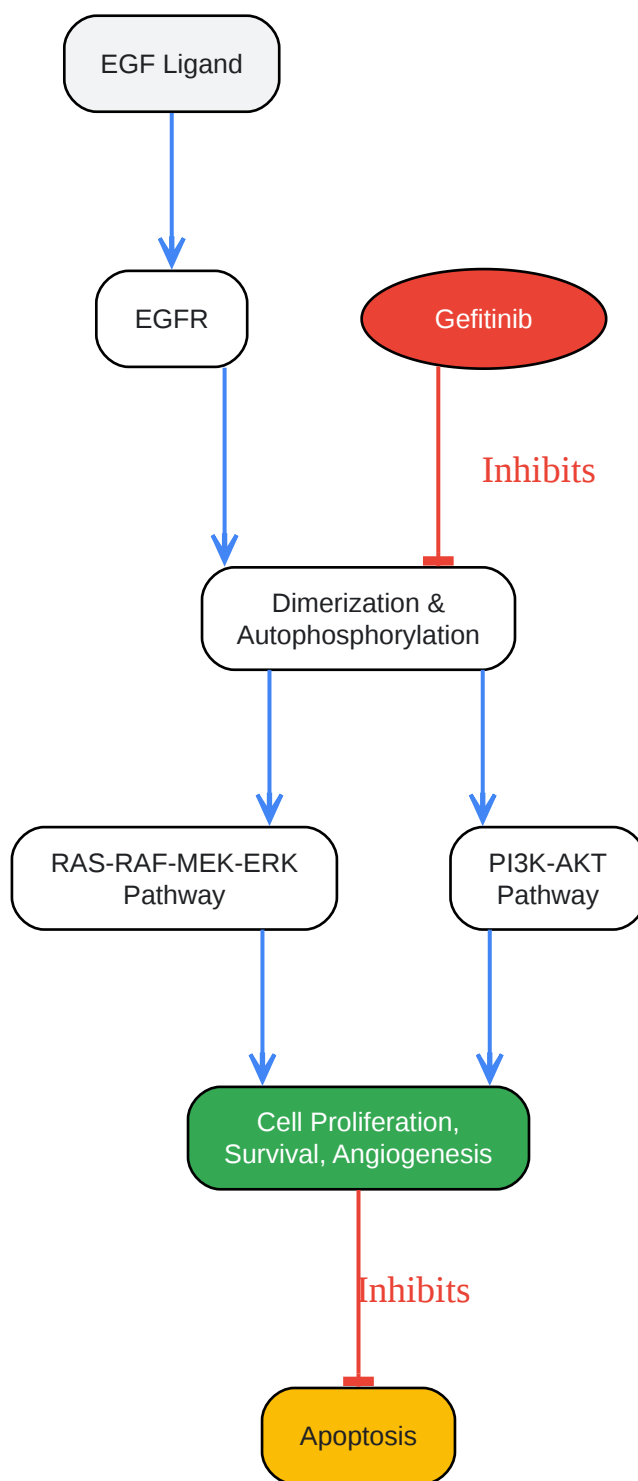 EGF Ligand
EGFR
Gefitinib
Inhibits
Dimerization &
Autophosphorylation
RAS-RAF-MEK-ERK
Pathway
PI3K-AKT
Pathway
Cell Proliferation,
Survival, Angiogenesis
Inhibits
Apoptosis